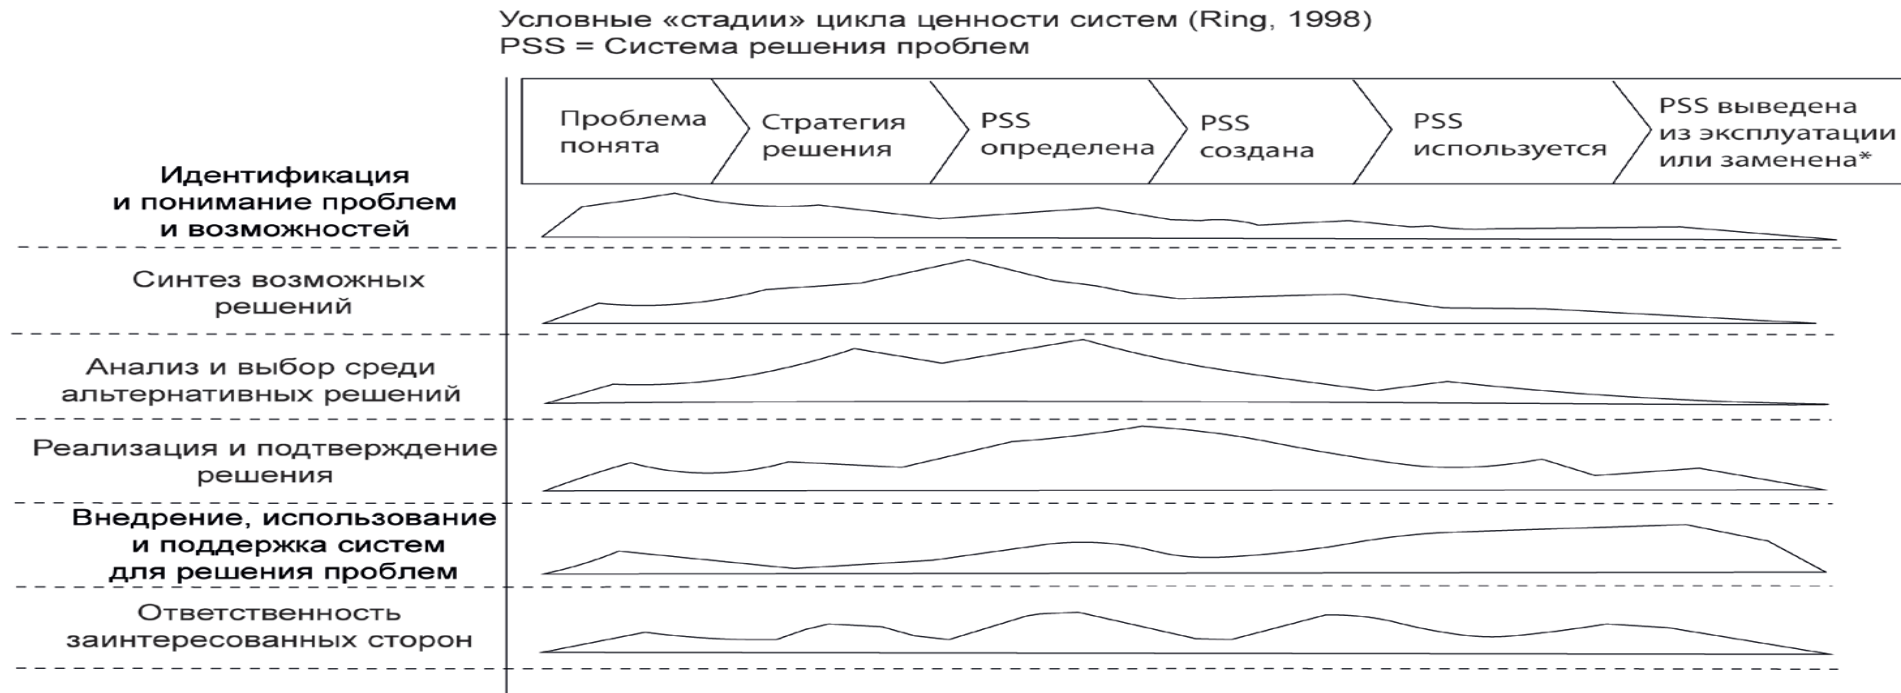 Условные «стадии» цикла ценности систем (Ring, 1998)
PSS = Система решения проблем
Проблема
понята
Стратегия
решения
PSS
определена
PSS
создана
PSS
используется
PSS выведена
из эксплуатации
или заменена*
Идентификация
и понимание проблем
и возможностей
Синтез возможных
решений
Анализ и выбор среди
альтернативных решений
Реализация и подтверждение
решения
Внедрение, использование
и поддержка систем
для решения проблем
Ответственность
заинтересованных сторон